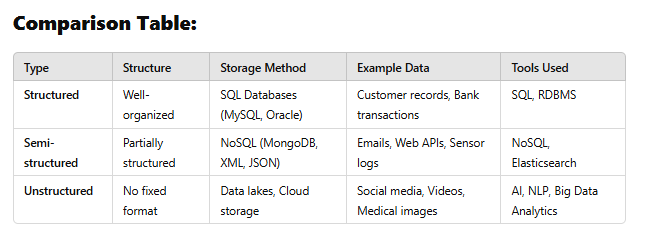 Comparison Table:
Type Structure Storage Method Example Data Tools Used
Structured Well- SQL Databases Customer records, Bank SQL, RDBMS
organized (MySQL, Oracle) transactions
Semi- Partially NoSQL (MongoDB, Emails, Web APIs, Sensor NoSQL,
structured structured XML, JSON) logs Elasticsearch
Unstructured No fixed Data lakes, Cloud Social media, Videos, AI, NLP, Big Data
format storage Medical images Analytics